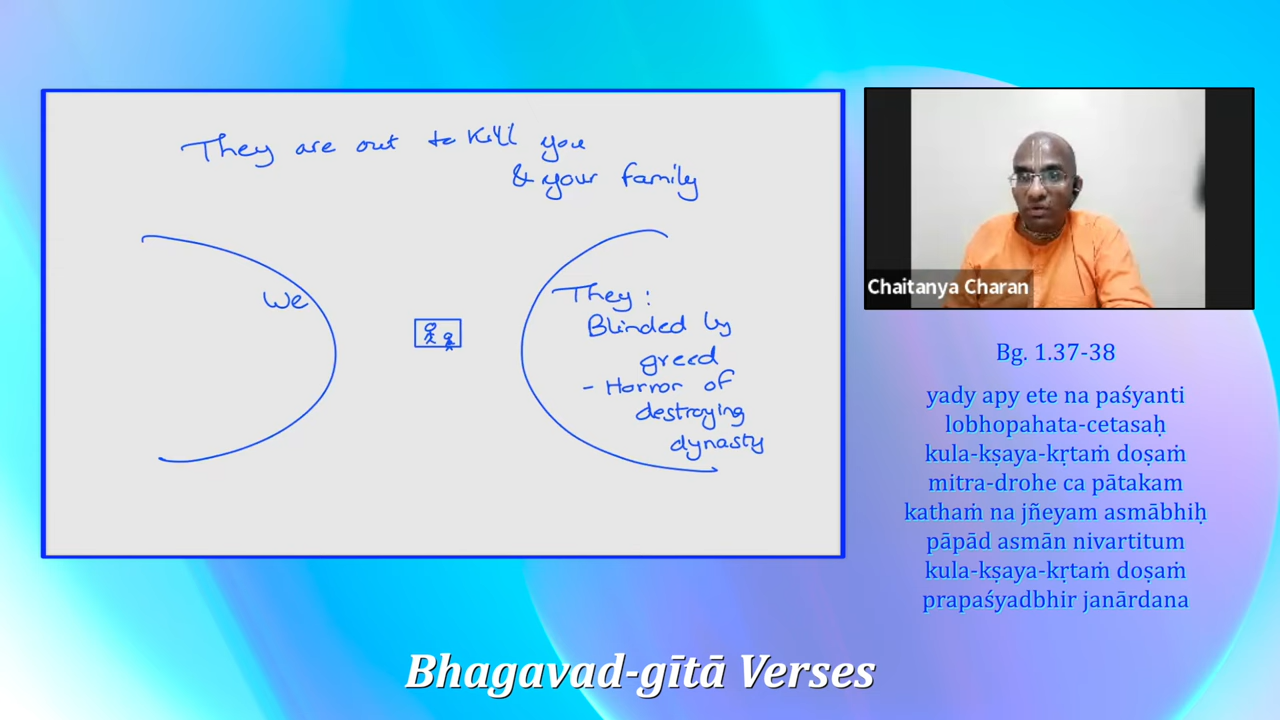 They are out to kill you
& your family
We
They :
Blinded by
greed
- Horror of
destroying
dynasty
Chaitanya Charan
Bg. 1.37-38
yady apy ete na paśyanti
lobhopahata-cetasaḥ
kula-kṣaya-kṛtaṁ doṣaṁ
mitra-drohe ca pātakam
kathaṁ na jñeyam asmābhiḥ
pāpād asmān nivartitum
kula-kṣaya-kṛtaṁ doṣaṁ
prapaśyadbhir janārdana
Bhagavad-gītā Verses